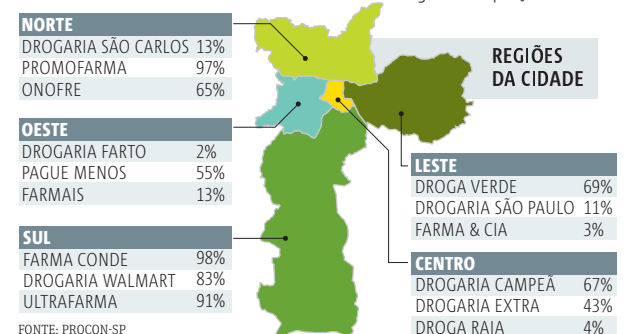 NORTE
DROGARIA SÃO CARLOS 13%
PROMOFARMA 97%
ONOFRE 65%
OESTE
DROGARIA FARTO 2%
PAGUE MENOS 55%
FARMAIS 13%
SUL
FARMA CONDE 98%
DROGARIA WALMART 83%
ULTRAFARMA 91%
FONTE: PROCON-SP
REGIÕES
DA CIDADE
LESTE
DROGA VERDE 69%
DROGARIA SÃO PAULO 11%
FARMA & CIA 3%
CENTRO
DROGARIA CAMPEÃ 67%
DROGARIA EXTRA 43%
DROGA RAIA 4%